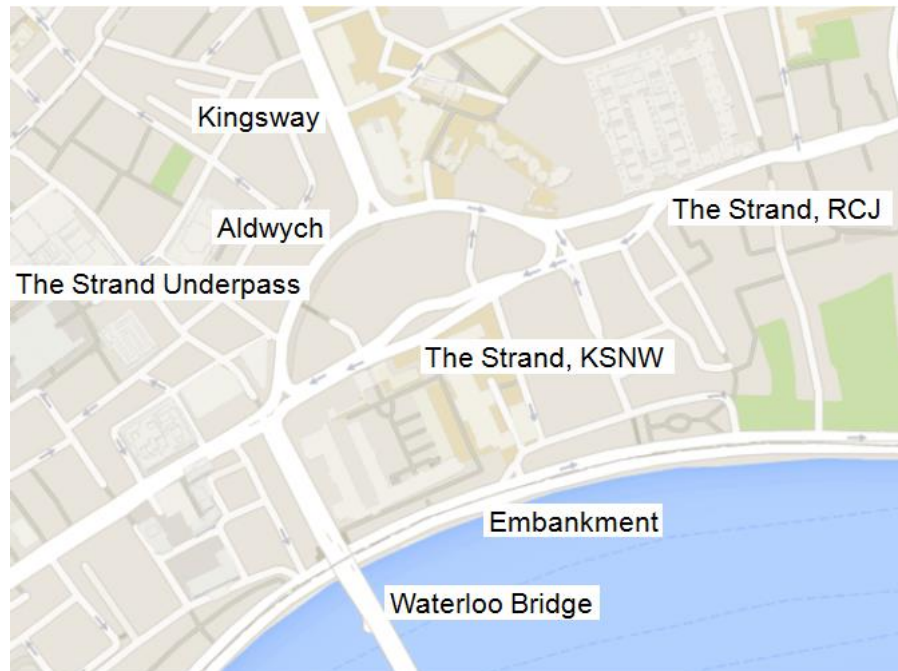 Kingsway
The Strand, RCJ
Aldwych
The Strand Underpass
The Strand, KSNW
Embankment
Waterloo Bridge